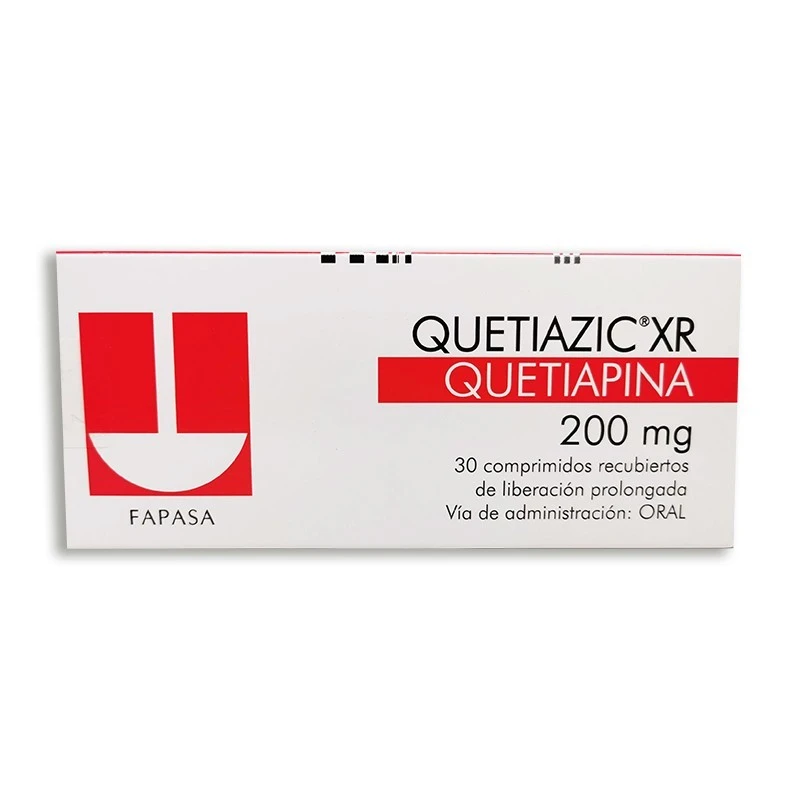 QUETIAZIC® XR
QUETIAPINA
200 mg
30 comprimidos recubiertos
de liberación prolongada
Vía de administración: ORAL
FAPASA